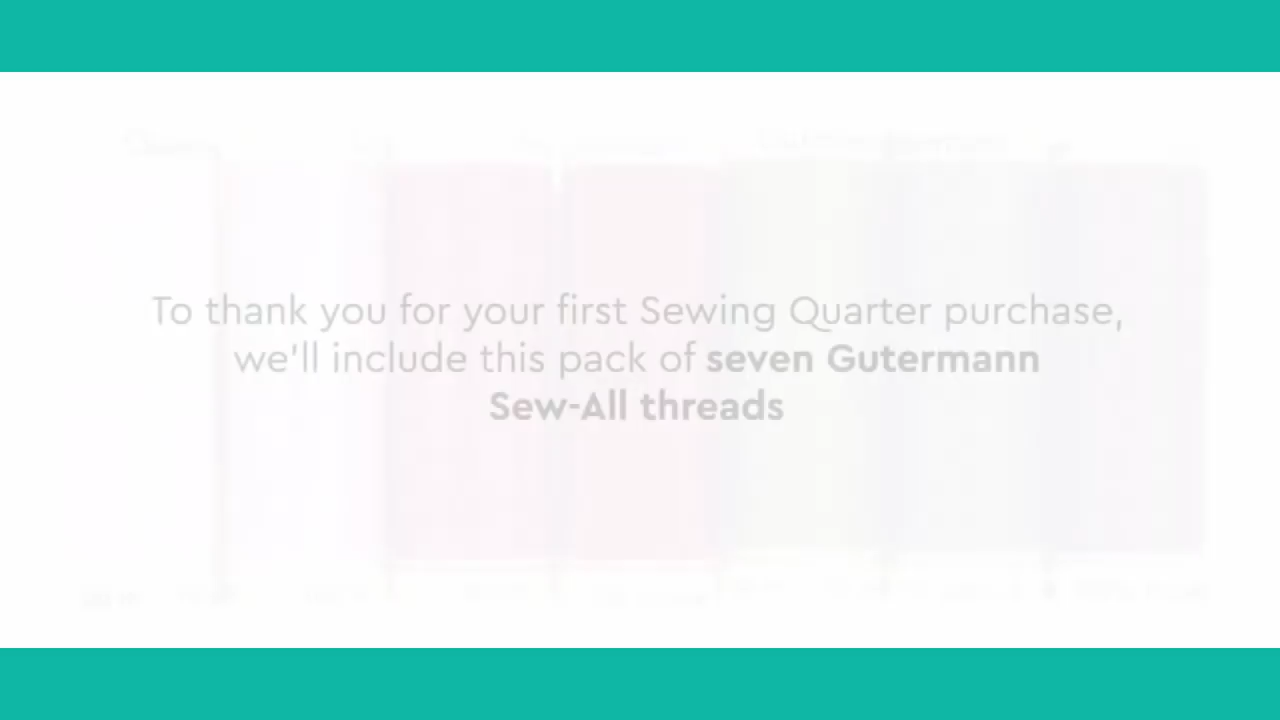 To thank you for your first Sewing Quarter purchase,
we'll include this pack of seven Gutermann
Sew-All threads